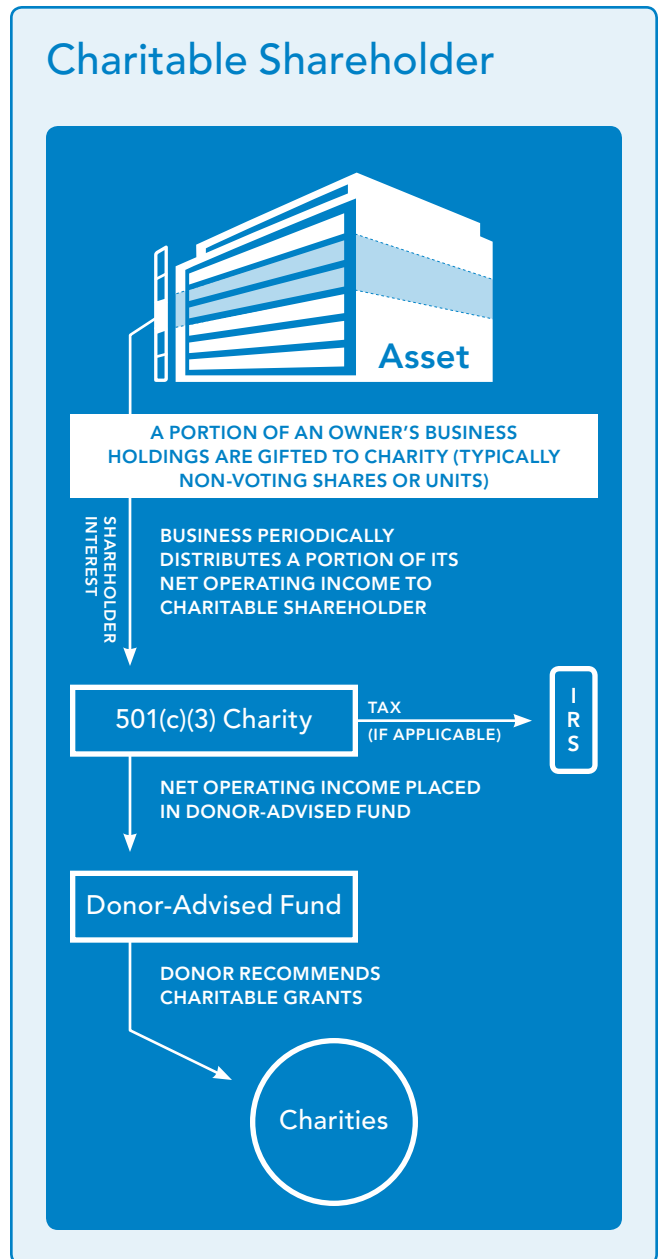 Charitable Shareholder
Asset
A PORTION OF AN OWNER’S BUSINESS
HOLDINGS ARE GIFTED TO CHARITY (TYPICALLY
NON-VOTING SHARES OR UNITS)
SHAREHOLDER
INTEREST
BUSINESS PERIODICALLY
DISTRIBUTES A PORTION OF ITS
NET OPERATING INCOME TO
CHARITABLE SHAREHOLDER
501(c)(3) Charity
TAX
(IF APPLICABLE)
I
R
S
NET OPERATING INCOME PLACED
IN DONOR-ADVISED FUND
Donor-Advised Fund
DONOR RECOMMENDS
CHARITABLE GRANTS
Charities